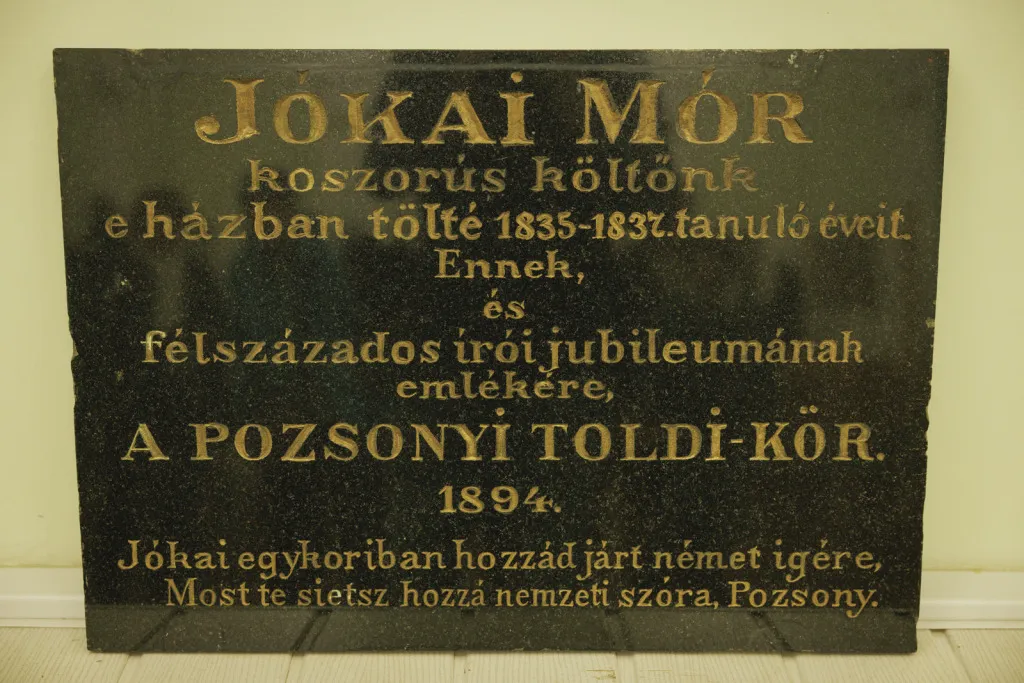 JÓKAI MÓR
koszorús költőnk
e házban tölté 1835-1837. tanuló éveit.
Ennek,
és
félszázados írói jubileumának
emlékére,
A POZSONYI TOLDI-KÖR.
1894.
Jókai egykoriban hozzád járt német igére,
Most te sietsz hozzá nemzeti szóra, Pozsony.